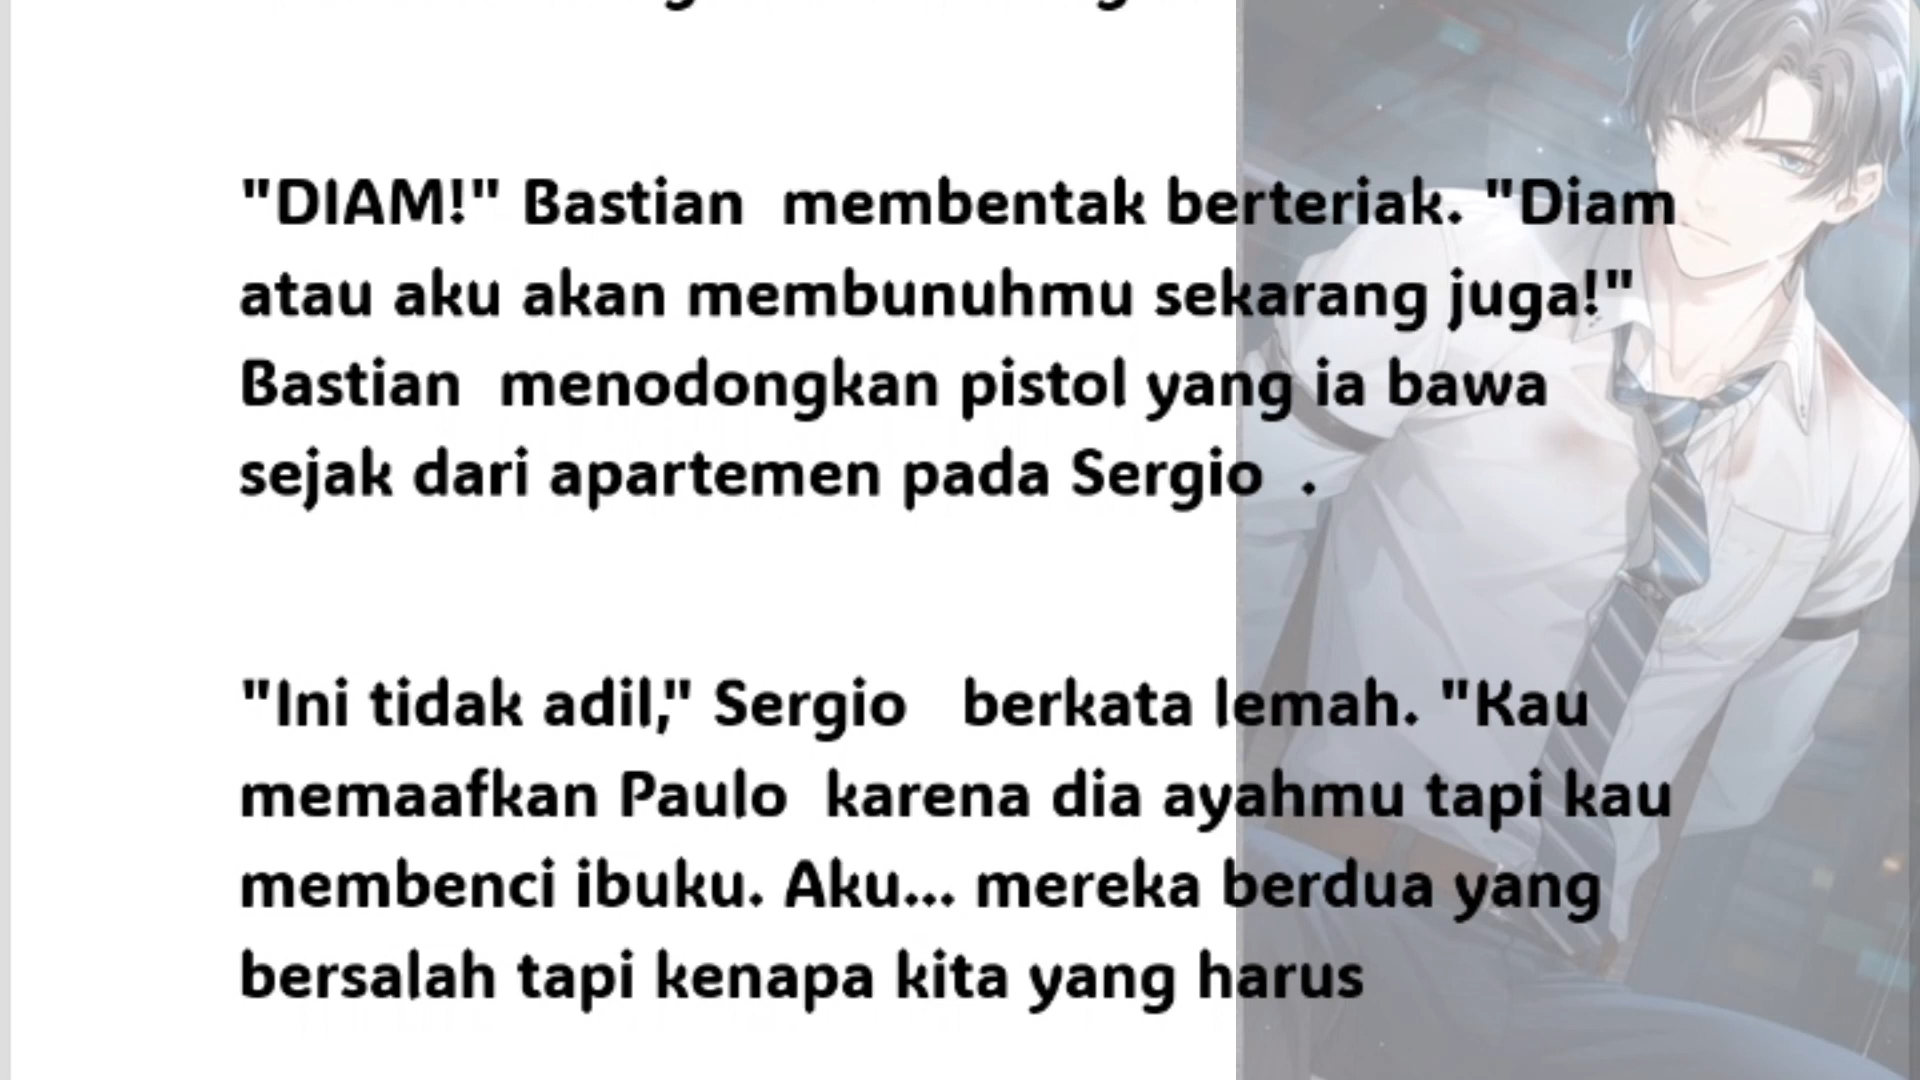 "DIAM!" Bastian  membentak berteriak. "Diam
atau aku akan membunuhmu sekarang juga!"
Bastian  menodongkan pistol yang ia bawa
sejak dari apartemen pada Sergio  .
"Ini tidak adil," Sergio   berkata lemah. "Kau
memaafkan Paulo  karena dia ayahmu tapi kau
membenci ibuku. Aku... mereka berdua yang
bersalah tapi kenapa kita yang harus